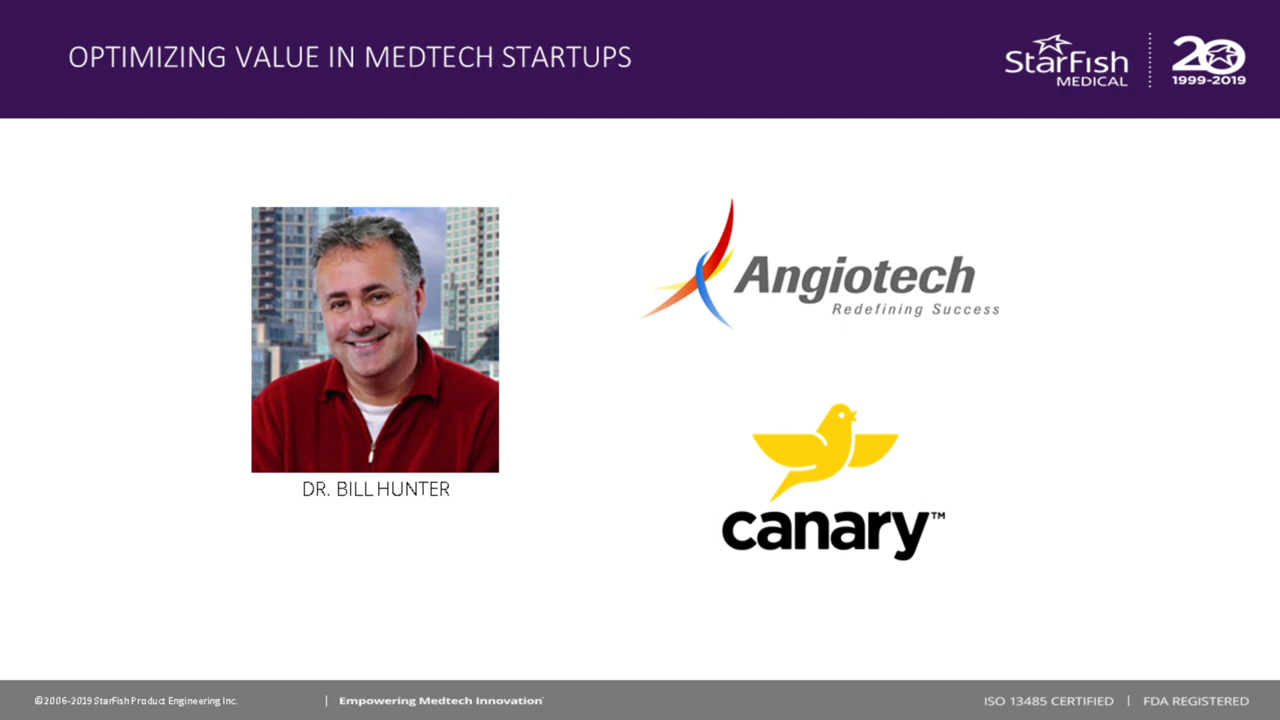 OPTIMIZING VALUE IN MEDTECH STARTUPS
StarFish
MEDICAL
20
1999-2019
Angiotech
Redefining Success
DR. BILL HUNTER
canary™
©2006-2019 StarFish Product Engineering Inc. | Empowering Medtech Innovation
ISO 13485 CERTIFIED | FDA REGISTERED